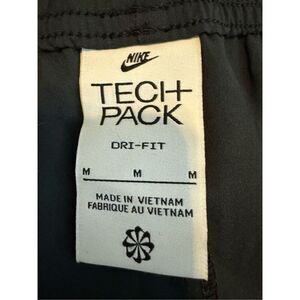 NIKE
TECH
PACK
DRI-FIT
M M M
MADE IN VIETNAM
FABRIQUE AU VIETNAM